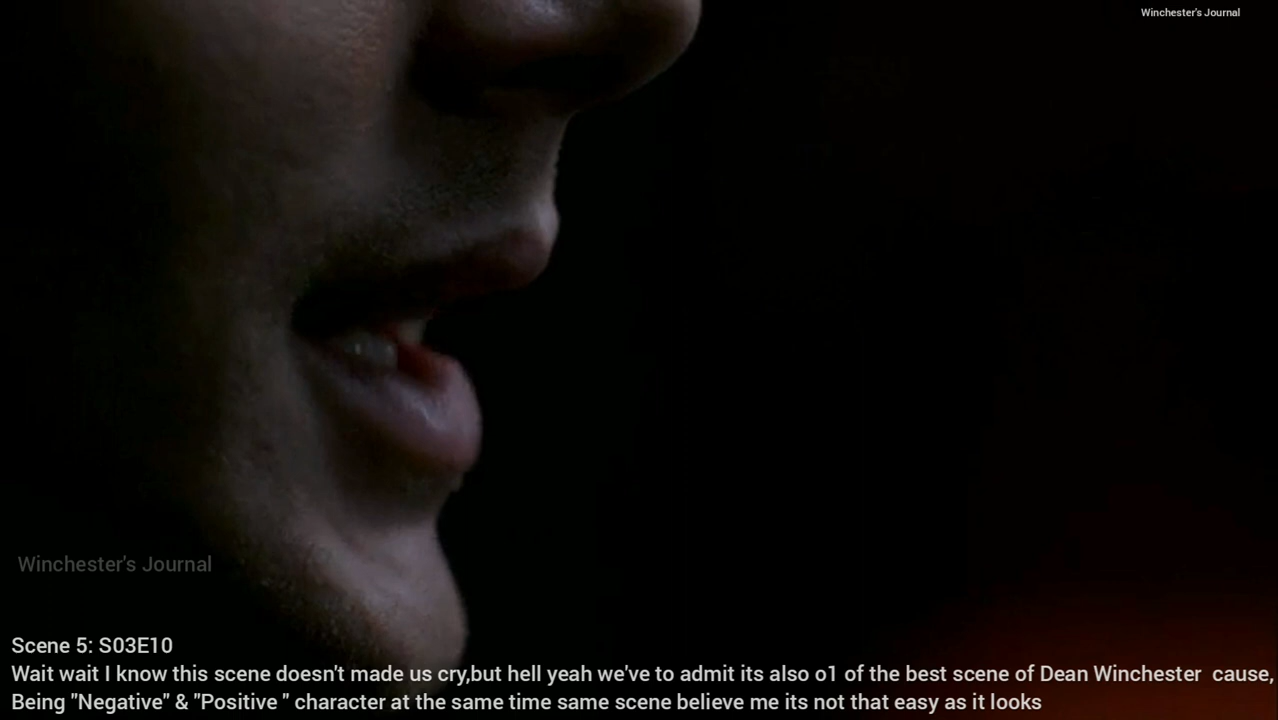 Winchester's Journal
Winchester's Journal
Scene 5: S03E10
Wait wait I know this scene doesn't made us cry,but hell yeah we've to admit its also o1 of the best scene of Dean Winchester  cause,
Being "Negative" & "Positive " character at the same time same scene believe me its not that easy as it looks